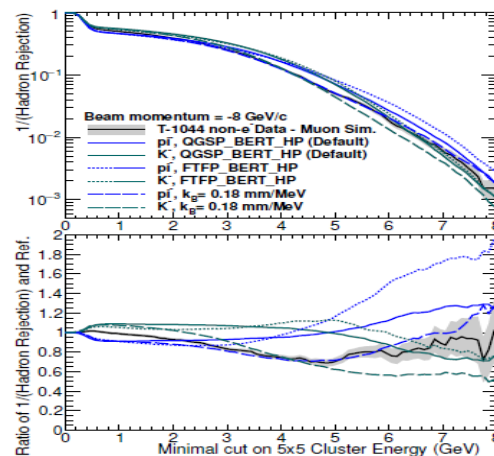 1/(Hadron Rejection)
1
10⁻¹
10⁻²
10⁻³
Beam momentum = -8 GeV/c
T-1044 non-e⁻ Data - Muon Sim.
pi⁻, QGSP_BERT_HP (Default)
K⁻, QGSP_BERT_HP (Default)
pi⁻, FTFP_BERT_HP
K⁻, FTFP_BERT_HP
pi⁻, k_B = 0.18 mm/MeV
K⁻, k_B = 0.18 mm/MeV
0 1 2 3 4 5 6 7 8
Ratio of 1/(Hadron Rejection) and Ref.
2
1.8
1.6
1.4
1.2
1
0.8
0.6
0.4
0.2
0
0 1 2 3 4 5 6 7 8
Minimal cut on 5x5 Cluster Energy (GeV)